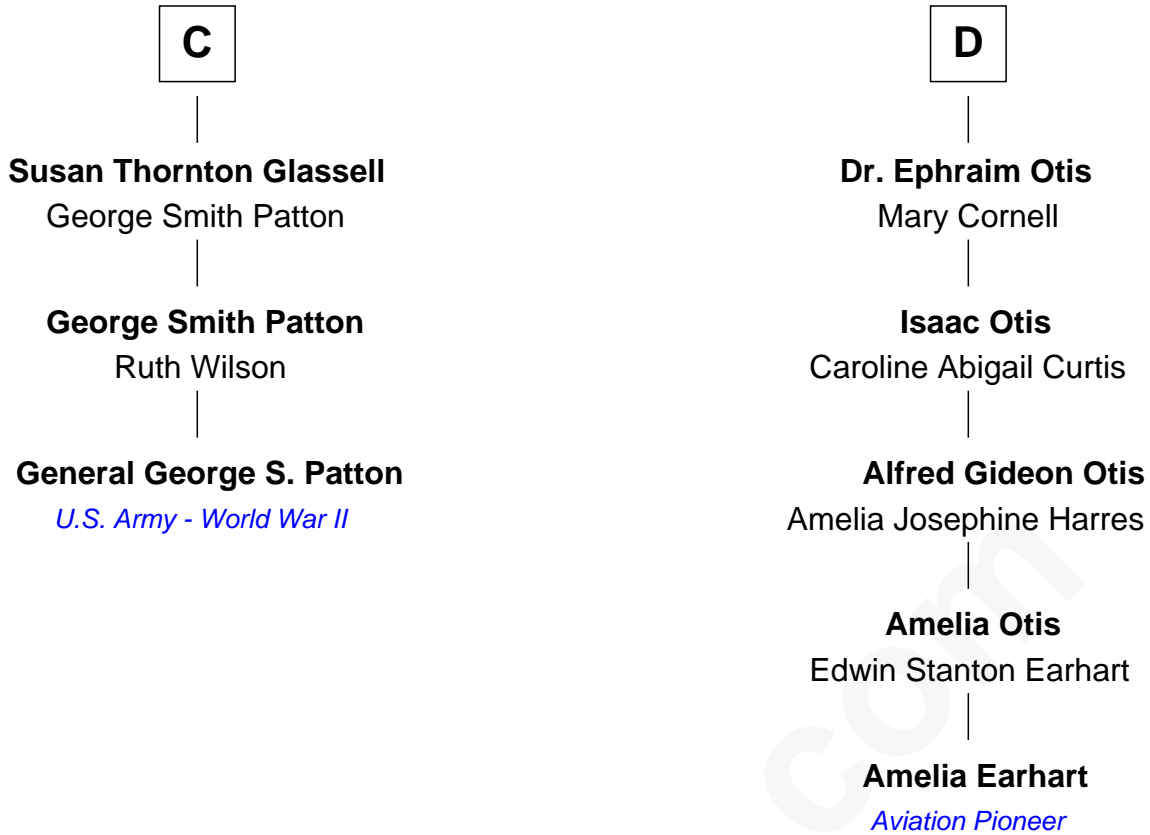 C
Susan Thornton Glassell
George Smith Patton
George Smith Patton
Ruth Wilson
General George S. Patton
U.S. Army - World War II
D
Dr. Ephraim Otis
Mary Cornell
Isaac Otis
Caroline Abigail Curtis
Alfred Gideon Otis
Amelia Josephine Harres
Amelia Otis
Edwin Stanton Earhart
Amelia Earhart
Aviation Pioneer
com